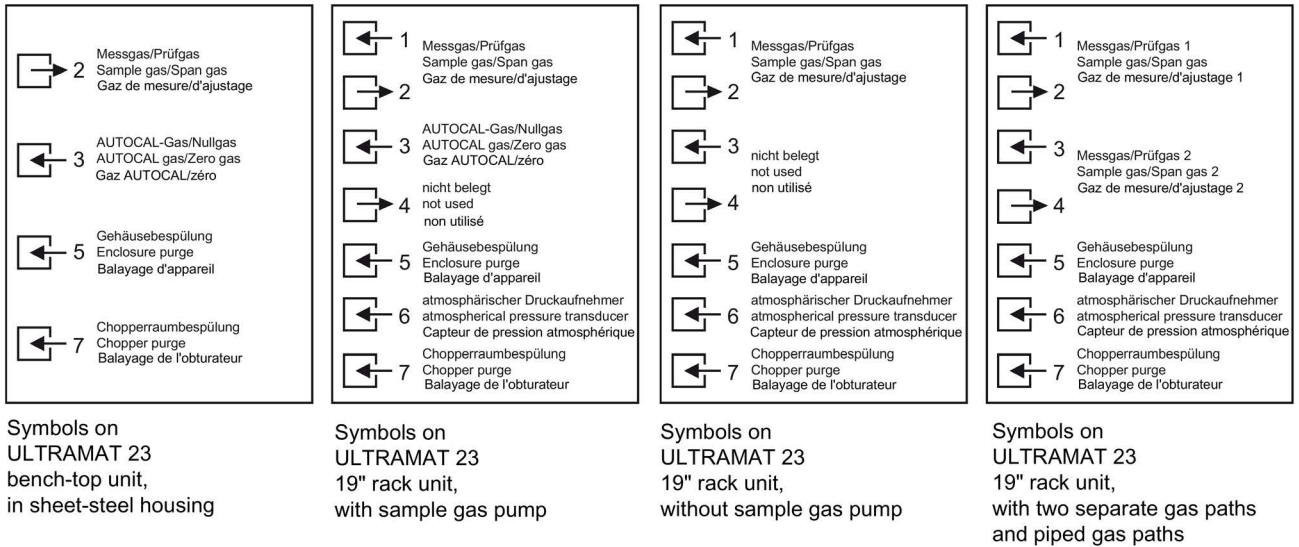 2
Messgas/Prüfgas
Sample gas/Span gas
Gaz de mesure/d'ajustage
3
AUTOCAL-Gas/Nullgas
AUTOCAL gas/Zero gas
Gaz AUTOCAL/zéro
5
Gehäusebespülung
Enclosure purge
Balayage d'appareil
7
Chopperraumbespülung
Chopper purge
Balayage de l'obturateur
Symbols on
ULTRAMAT 23
bench-top unit,
in sheet-steel housing
1
Messgas/Prüfgas
Sample gas/Span gas
Gaz de mesure/d'ajustage
2
AUTOCAL-Gas/Nullgas
3
AUTOCAL gas/Zero gas
Gaz AUTOCAL/zéro
nicht belegt
4
not used
non utilisé
Gehäusebespülung
5
Enclosure purge
Balayage d'appareil
atmosphärischer Druckaufnehmer
6
atmospherical pressure transducer
Capteur de pression atmosphérique
Chopperraumbespülung
7
Chopper purge
Balayage de l'obturateur
Symbols on
ULTRAMAT 23
19" rack unit,
with sample gas pump
1
Messgas/Prüfgas
Sample gas/Span gas
Gaz de mesure/d'ajustage
2
3
nicht belegt
not used
non utilisé
4
Gehäusebespülung
5
Enclosure purge
Balayage d'appareil
atmosphärischer Druckaufnehmer
6
atmospherical pressure transducer
Capteur de pression atmosphérique
Chopperraumbespülung
7
Chopper purge
Balayage de l'obturateur
Symbols on
ULTRAMAT 23
19" rack unit,
without sample gas pump
1
Messgas/Prüfgas 1
Sample gas/Span gas
Gaz de mesure/d'ajustage 1
2
3
Messgas/Prüfgas 2
Sample gas/Span gas 2
Gaz de mesure/d'ajustage 2
4
Gehäusebespülung
5
Enclosure purge
Balayage d'appareil
atmosphärischer Druckaufnehmer
6
atmospherical pressure transducer
Capteur de pression atmosphérique
Chopperraumbespülung
7
Chopper purge
Balayage de l'obturateur
Symbols on
ULTRAMAT 23
19" rack unit,
with two separate gas paths
and piped gas paths